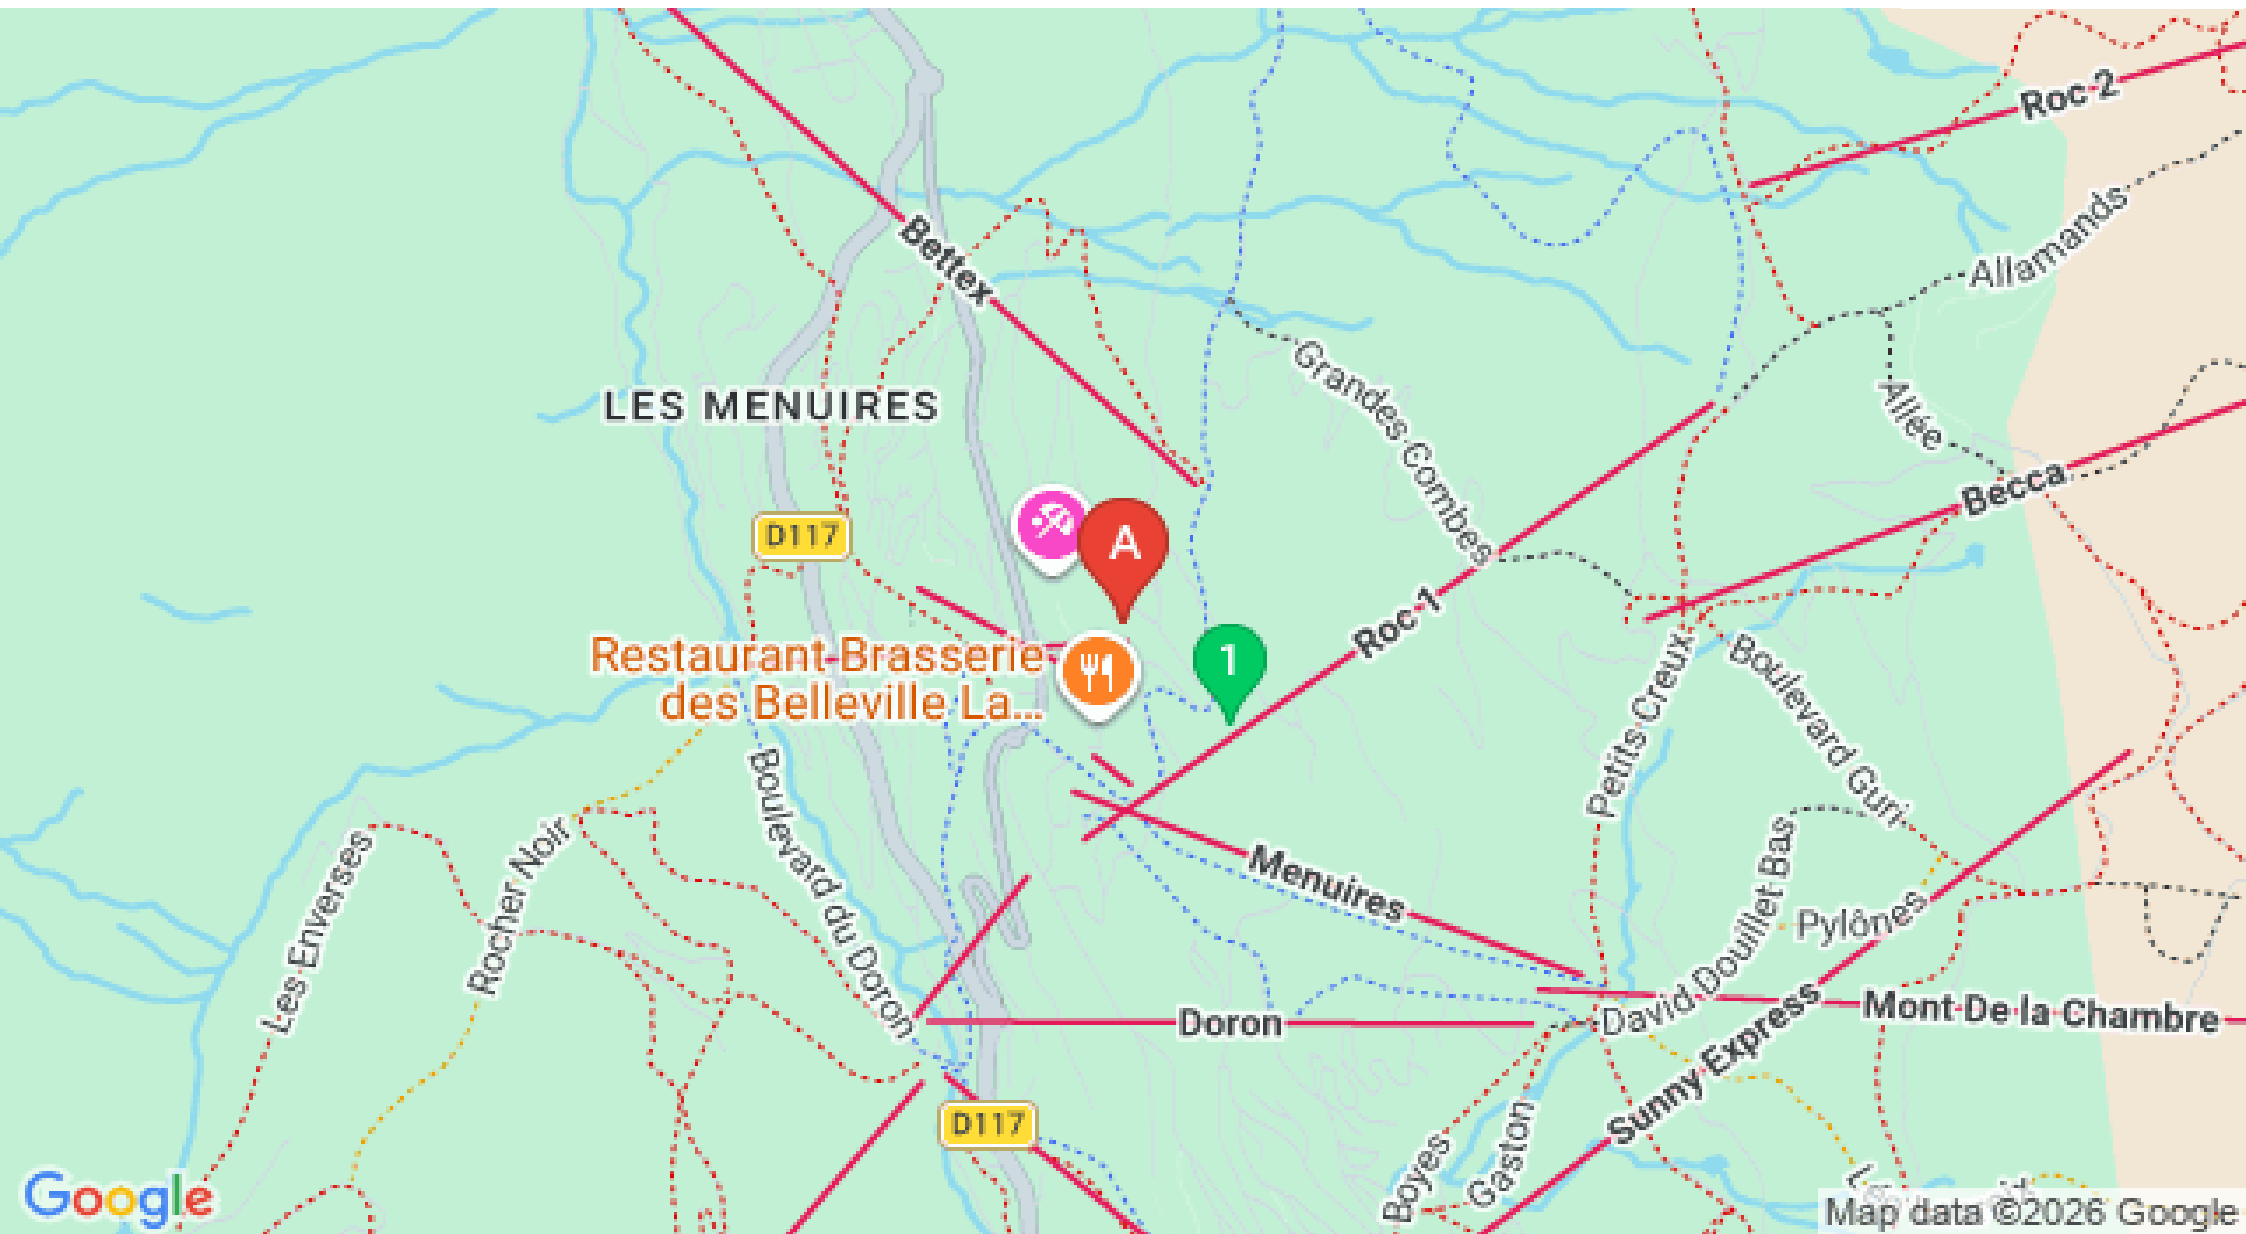 Roc 2
Allamands
Bettex
Grandes Combes
Allée
LES MENUIRES
Becca
D117
A
Roc 1
1
Restaurant Brasserie
des Belleville La...
Petits Creux
Boulevard Guri
Boulevard du Doron
Les Enverses
Rocher Noir
Menuires
David Douillet Bas
Pylônes
Doron
Mont De la Chambre
Sunny Express
D117
Boyes
Gaston
Google
Map data ©2026 Google